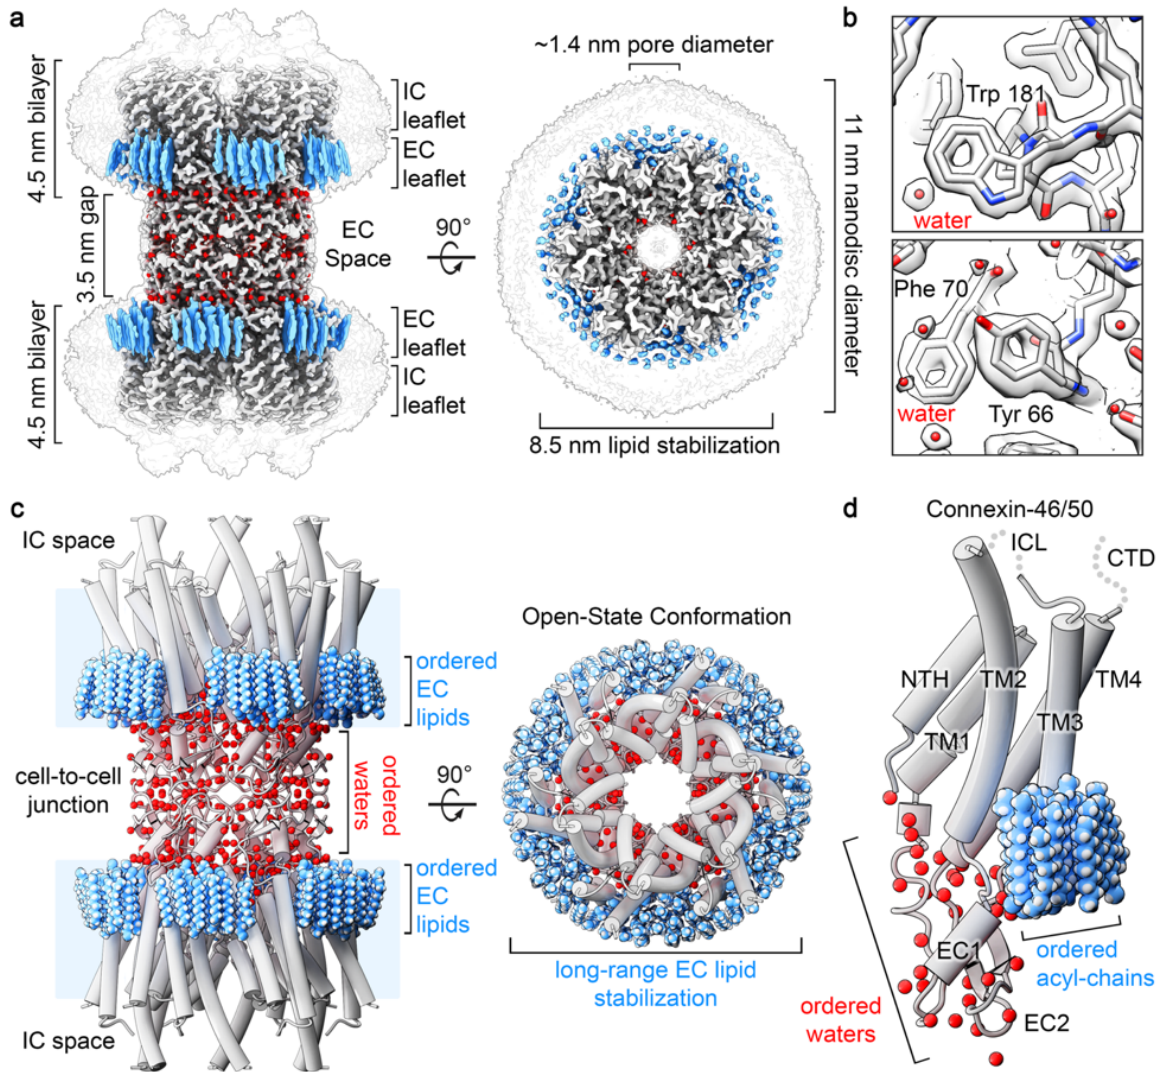 a
4.5 nm bilayer
3.5 nm gap
4.5 nm bilayer
IC
leaflet
EC
leaflet
EC
Space
EC
leaflet
IC
leaflet
90°
~1.4 nm pore diameter
11 nm nanodisc diameter
8.5 nm lipid stabilization
b
Trp 181
water
Phe 70
water
Tyr 66
c
IC space
ordered
EC
lipids
cell-to-cell
junction
ordered
waters
ordered
EC
lipids
IC space
90°
Open-State Conformation
long-range EC lipid
stabilization
d
Connexin-46/50
ICL
CTD
NTH
TM2
TM4
TM1
TM3
EC1
ordered
acyl-chains
ordered
waters
EC2